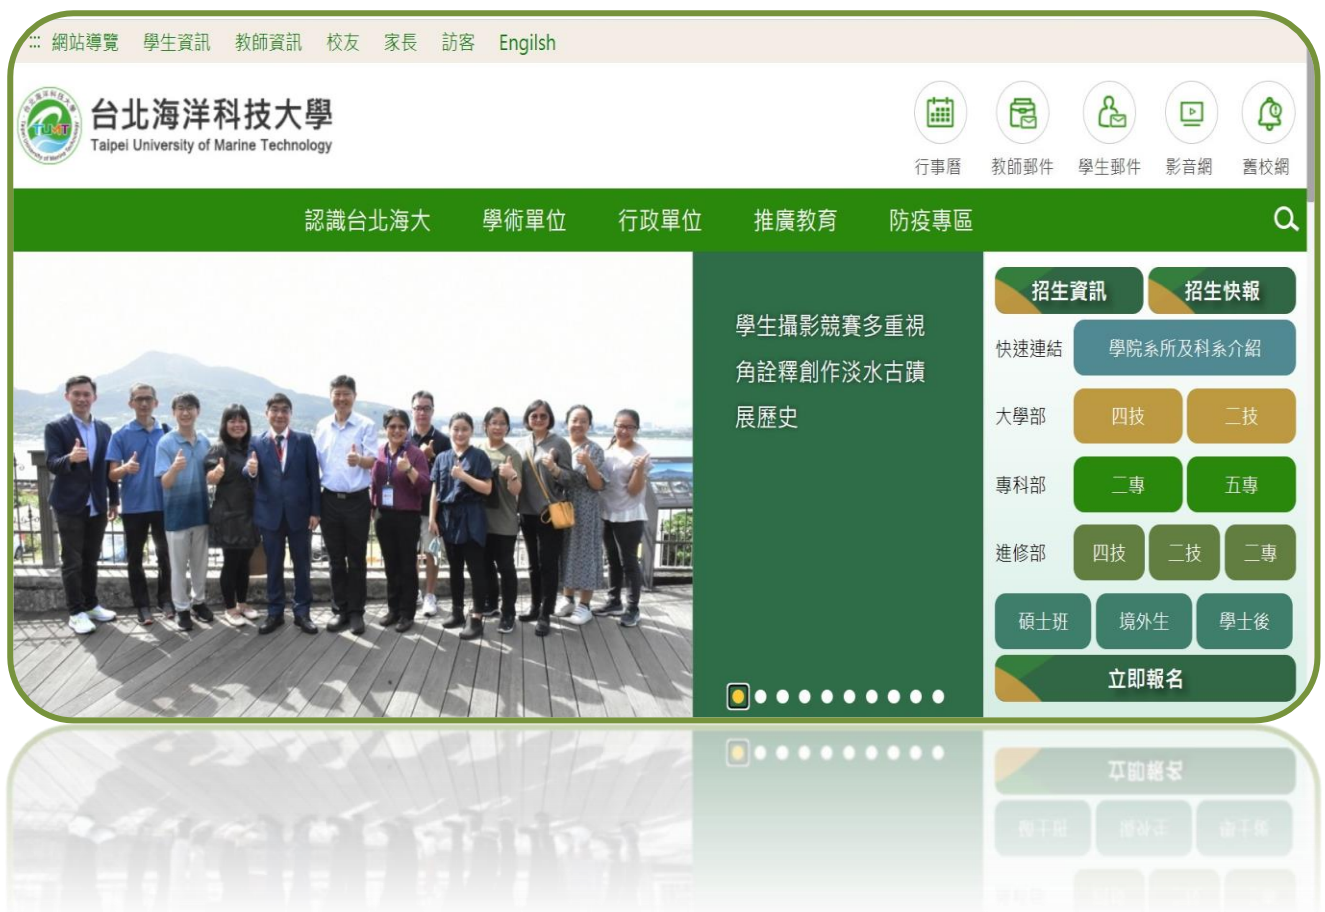 ::: 網站導覽 學生資訊 教師資訊 校友 家長 訪客 Engilsh
台北海洋科技大學
Taipei University of Marine Technology
TUMT
行事曆 教師郵件 學生郵件 影音網 舊校網
認識台北海大 學術單位 行政單位 推廣教育 防疫專區
學生攝影競賽多重視
角詮釋創作淡水古蹟
展歷史
招生資訊 招生快報
快速連結 學院系所及科系介紹
大學部 四技 二技
專科部 二專 五專
進修部 四技 二技 二專
碩士班 境外生 學士後
立即報名